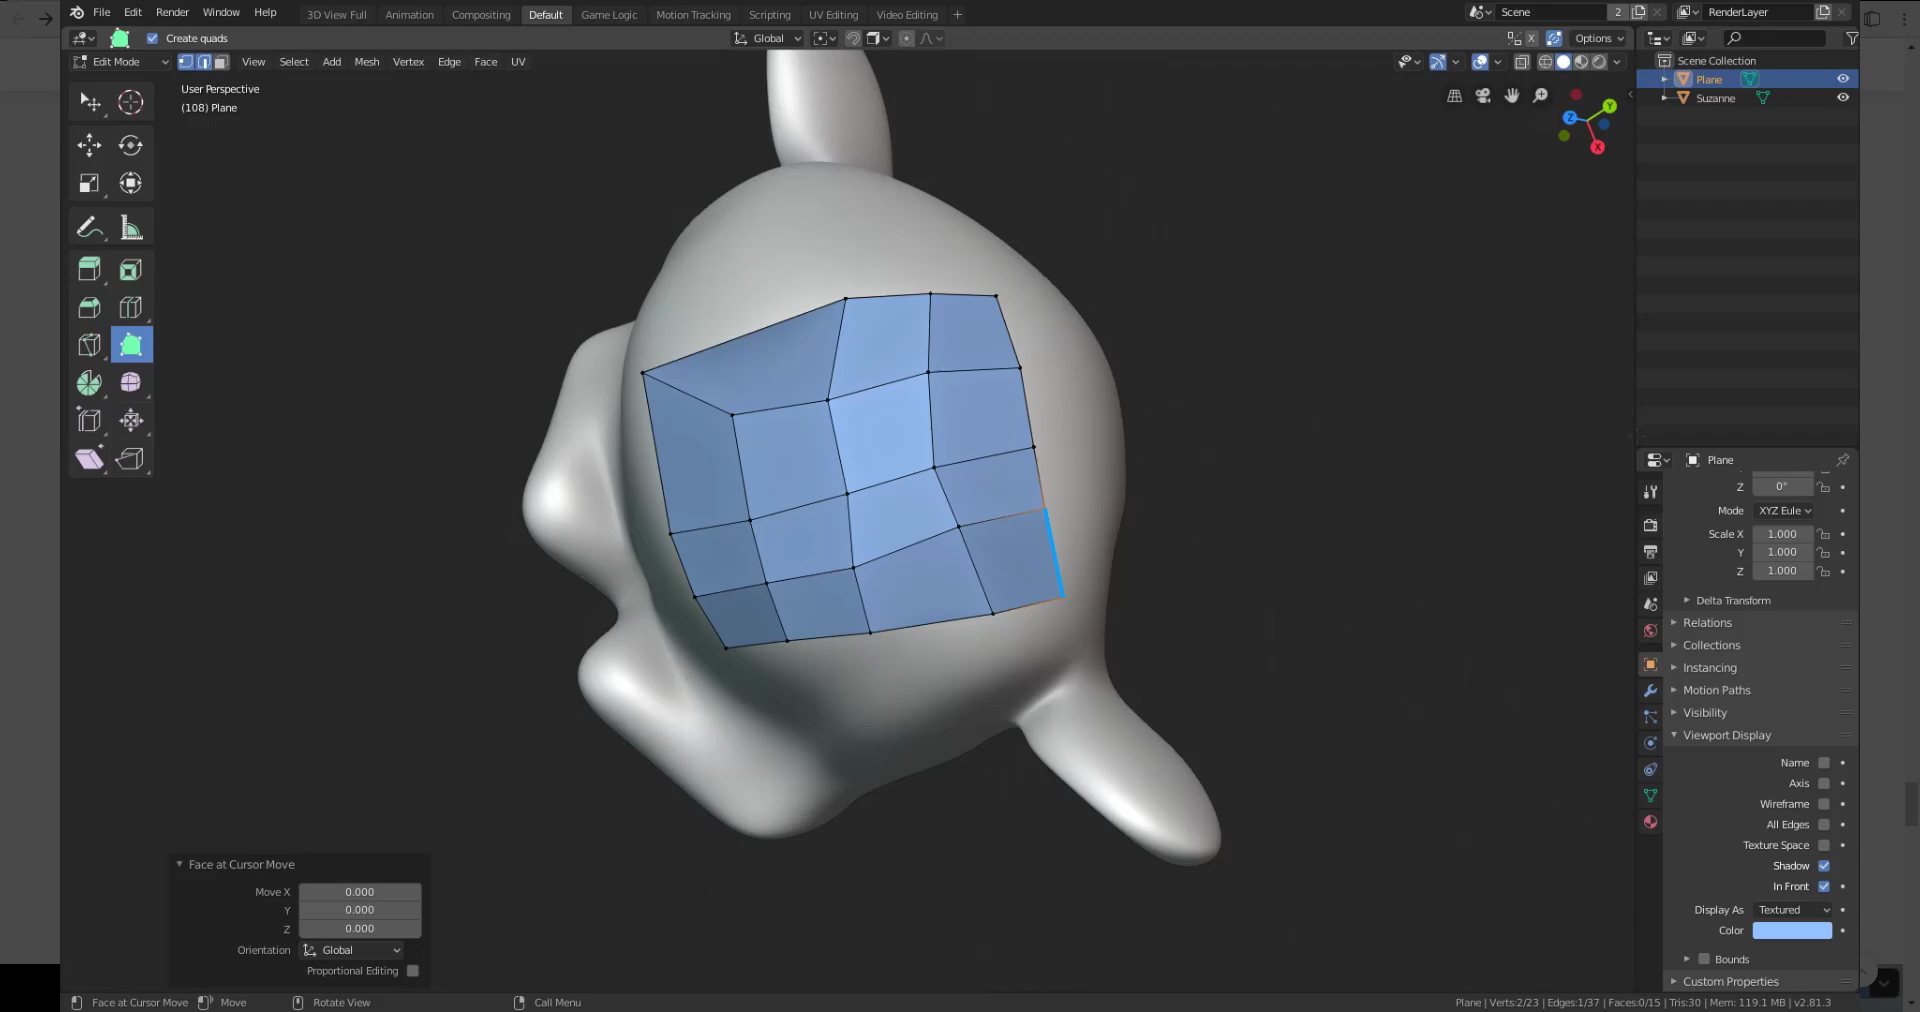 File Edit Render Window Help
3D View Full Animation Compositing Default Game Logic Motion Tracking Scripting UV Editing Video Editing +
Scene 2 X
RenderLayer
Create quads
Global
X Options
Edit Mode View Select Add Mesh Vertex Edge Face UV
User Perspective
(108) Plane
Y
Z
X
Scene Collection
Plane
Suzanne
Plane
Z 0°
Mode XYZ Eule
Scale X 1.000
Y 1.000
Z 1.000
Delta Transform
Relations
Collections
Instancing
Motion Paths
Visibility
Viewport Display
Name
Axis
Wireframe
All Edges
Texture Space
Shadow
In Front
Display As Textured
Color
Bounds
Custom Properties
Face at Cursor Move
Move X 0.000
Y 0.000
Z 0.000
Orientation Global
Proportional Editing
Face at Cursor Move Move Rotate View Call Menu
Plane | Verts:2/23 | Edges:1/37 | Faces:0/15 | Tris:30 | Mem: 119.1 MB | v2.81.3